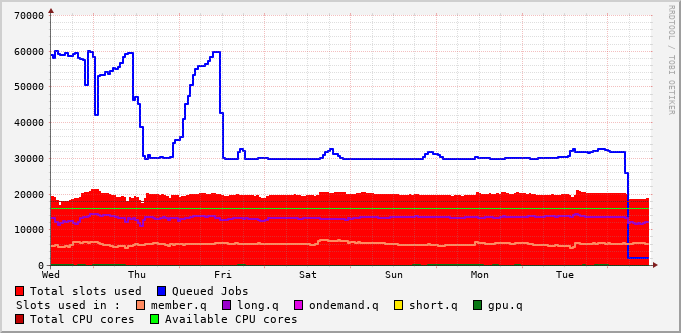 70000
60000
50000
40000
30000
20000
10000
0
Wed Thu Fri Sat Sun Mon Tue
RRDTOOL / TOBI OETIKER
Total slots used Queued Jobs
Slots used in : member.q long.q ondemand.q short.q gpu.q
Total CPU cores Available CPU cores